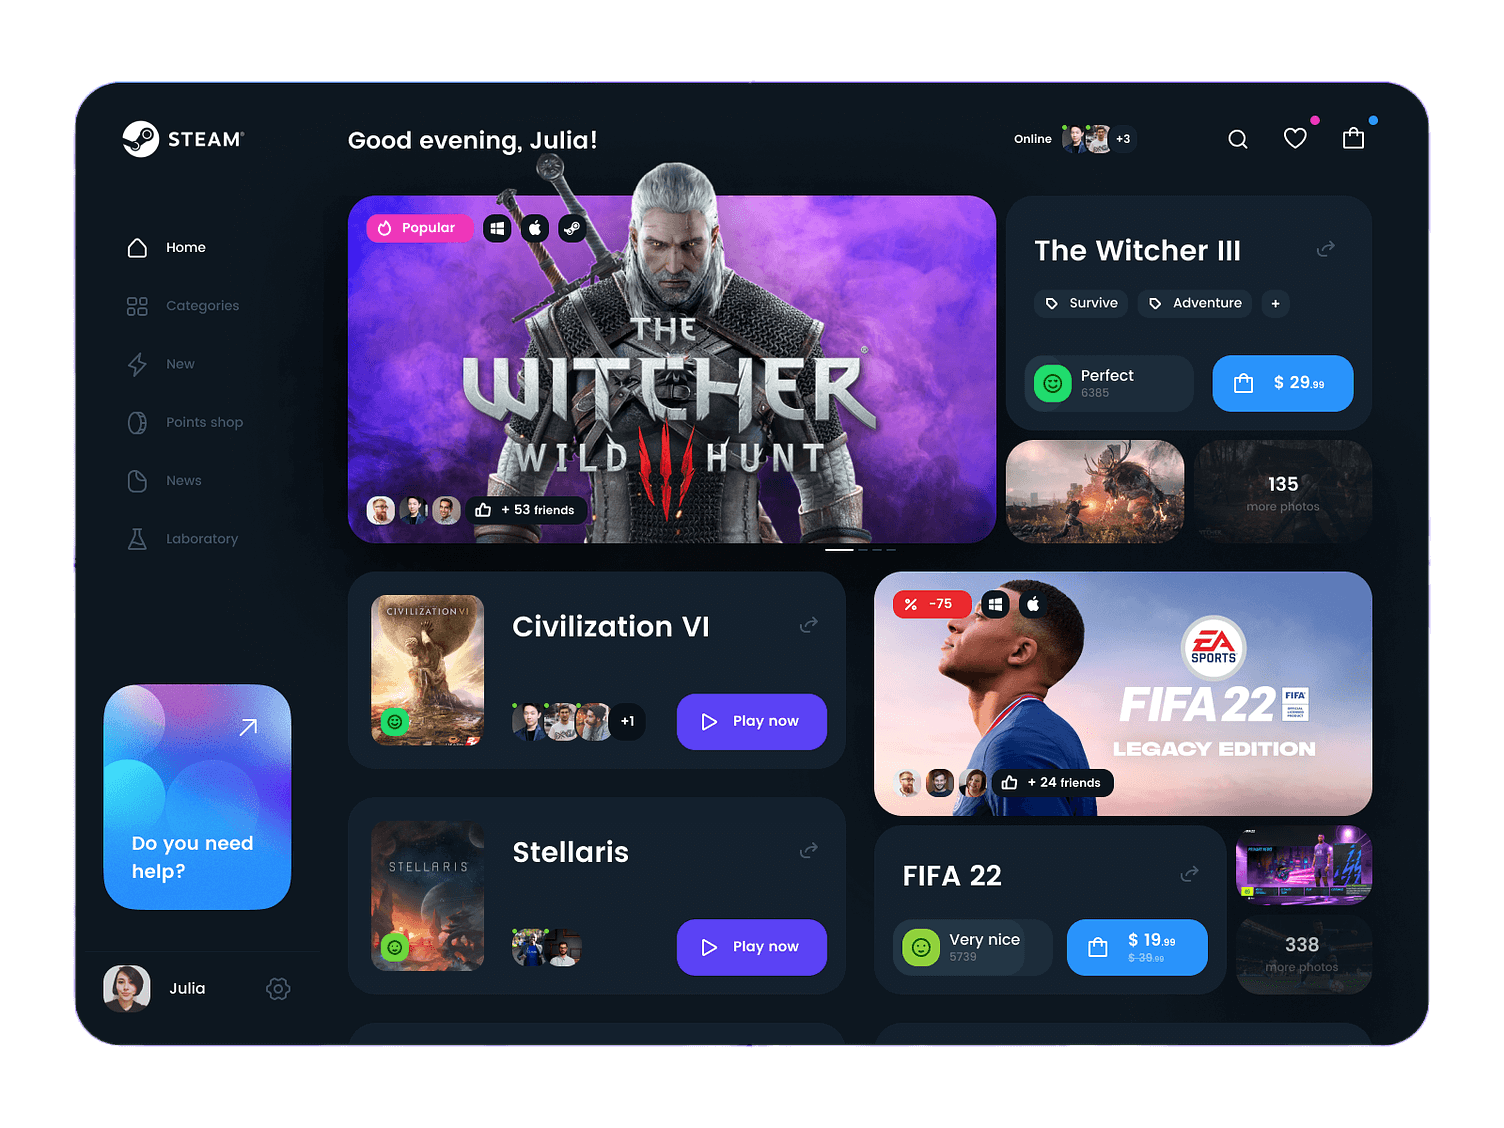 STEAM®
Good evening, Julia!
Online
+3
Home
Categories
New
Points shop
News
Laboratory
Do you need
help?
Julia
Popular
THE
WITCHER®
WILD HUNT
+ 53 friends
The Witcher III
Survive
Adventure
+
Perfect
6385
$ 29.99
135
more photos
CIVILIZATION VI
Civilization VI
+1
Play now
STELLARIS
Stellaris
Play now
-75
EA
SPORTS
FIFA 22
FIFA
LEGACY EDITION
+ 24 friends
FIFA 22
Very nice
5739
$ 19.99
$ 39.99
338
more photos